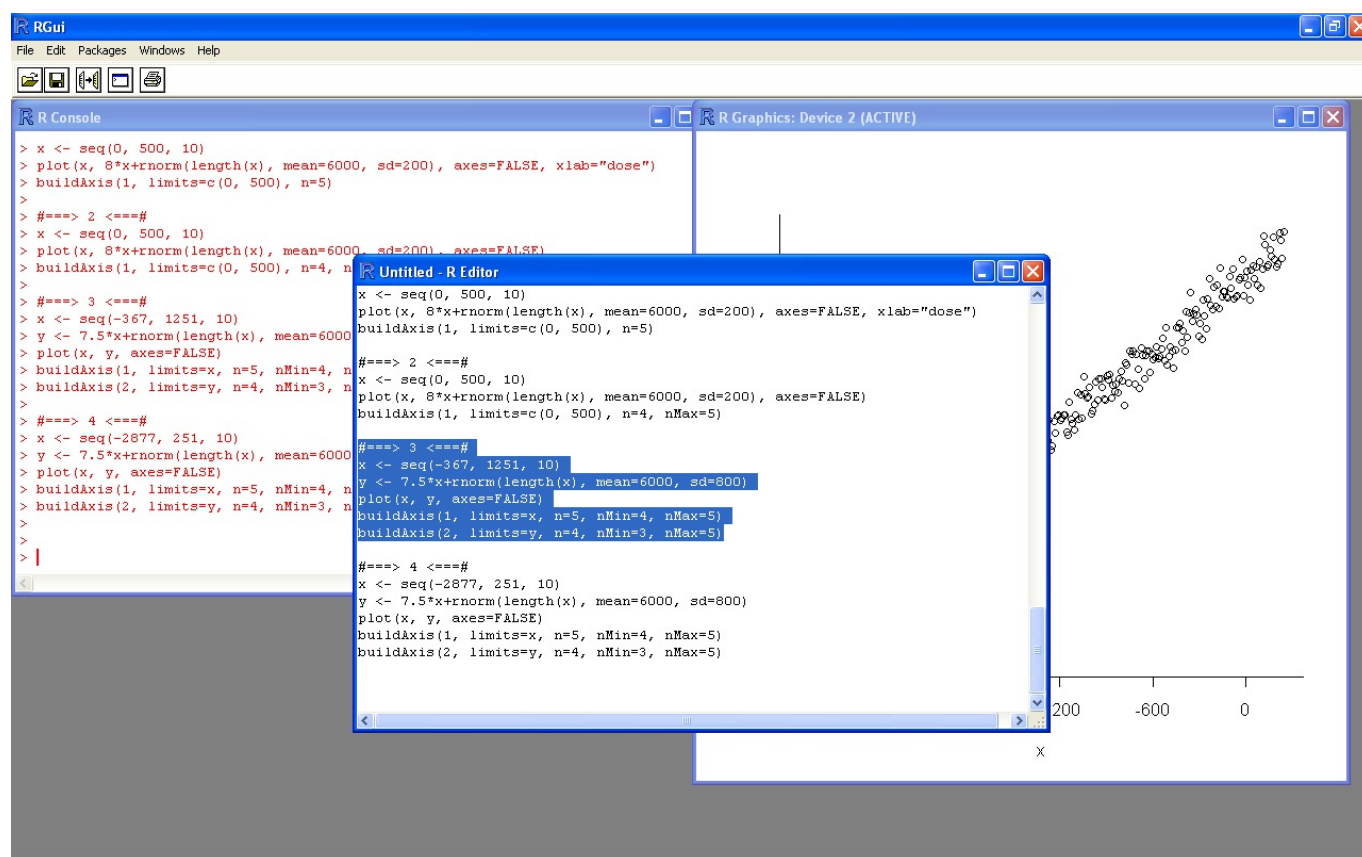 RGui
File Edit Packages Windows Help
R Console
> x <- seq(0, 500, 10)
> plot(x, 8*x+rnorm(length(x), mean=6000, sd=200), axes=FALSE, xlab="dose")
> buildAxis(1, limits=c(0, 500), n=5)
>
> #===> 2 <===#
> x <- seq(0, 500, 10)
> plot(x, 8*x+rnorm(length(x), mean=6000, sd=200), axes=FALSE)
> buildAxis(1, limits=c(0, 500), n=4, n
>
> #===> 3 <===#
> x <- seq(-367, 1251, 10)
> y <- 7.5*x+rnorm(length(x), mean=6000
> plot(x, y, axes=FALSE)
> buildAxis(1, limits=x, n=5, nMin=4, n
> buildAxis(2, limits=y, n=4, nMin=3, n
>
> #===> 4 <===#
> x <- seq(-2877, 251, 10)
> y <- 7.5*x+rnorm(length(x), mean=6000
> plot(x, y, axes=FALSE)
> buildAxis(1, limits=x, n=5, nMin=4, n
> buildAxis(2, limits=y, n=4, nMin=3, n
>
>
>
Untitled - R Editor
x <- seq(0, 500, 10)
plot(x, 8*x+rnorm(length(x), mean=6000, sd=200), axes=FALSE, xlab="dose")
buildAxis(1, limits=c(0, 500), n=5)
#===> 2 <===#
x <- seq(0, 500, 10)
plot(x, 8*x+rnorm(length(x), mean=6000, sd=200), axes=FALSE)
buildAxis(1, limits=c(0, 500), n=4, nMax=5)
#===> 3 <===#
x <- seq(-367, 1251, 10)
y <- 7.5*x+rnorm(length(x), mean=6000, sd=800)
plot(x, y, axes=FALSE)
buildAxis(1, limits=x, n=5, nMin=4, nMax=5)
buildAxis(2, limits=y, n=4, nMin=3, nMax=5)
#===> 4 <===#
x <- seq(-2877, 251, 10)
y <- 7.5*x+rnorm(length(x), mean=6000, sd=800)
plot(x, y, axes=FALSE)
buildAxis(1, limits=x, n=5, nMin=4, nMax=5)
buildAxis(2, limits=y, n=4, nMin=3, nMax=5)
R Graphics: Device 2 (ACTIVE)
200 -600 0
x